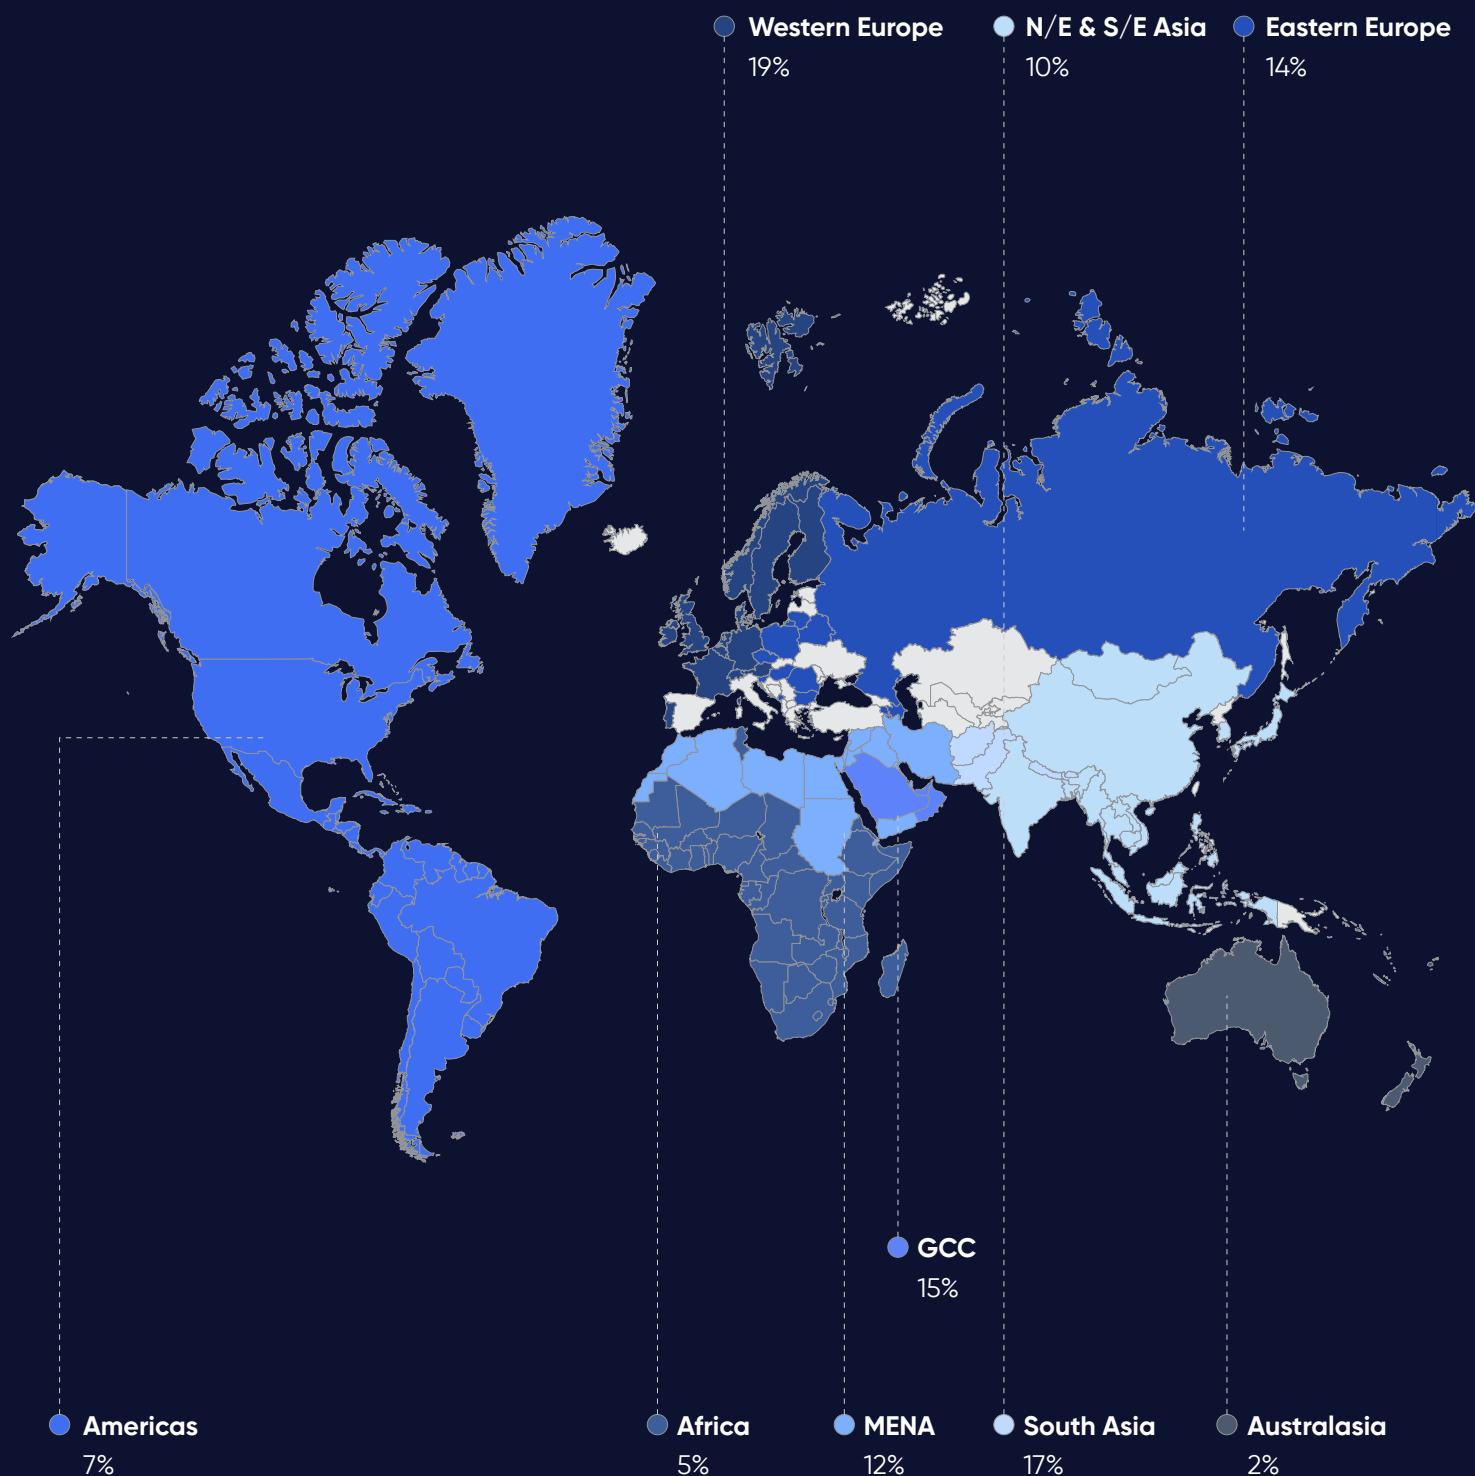 Western Europe
19%
N/E & S/E Asia
10%
Eastern Europe
14%
GCC
15%
Americas
7%
Africa
5%
MENA
12%
South Asia
17%
Australasia
2%